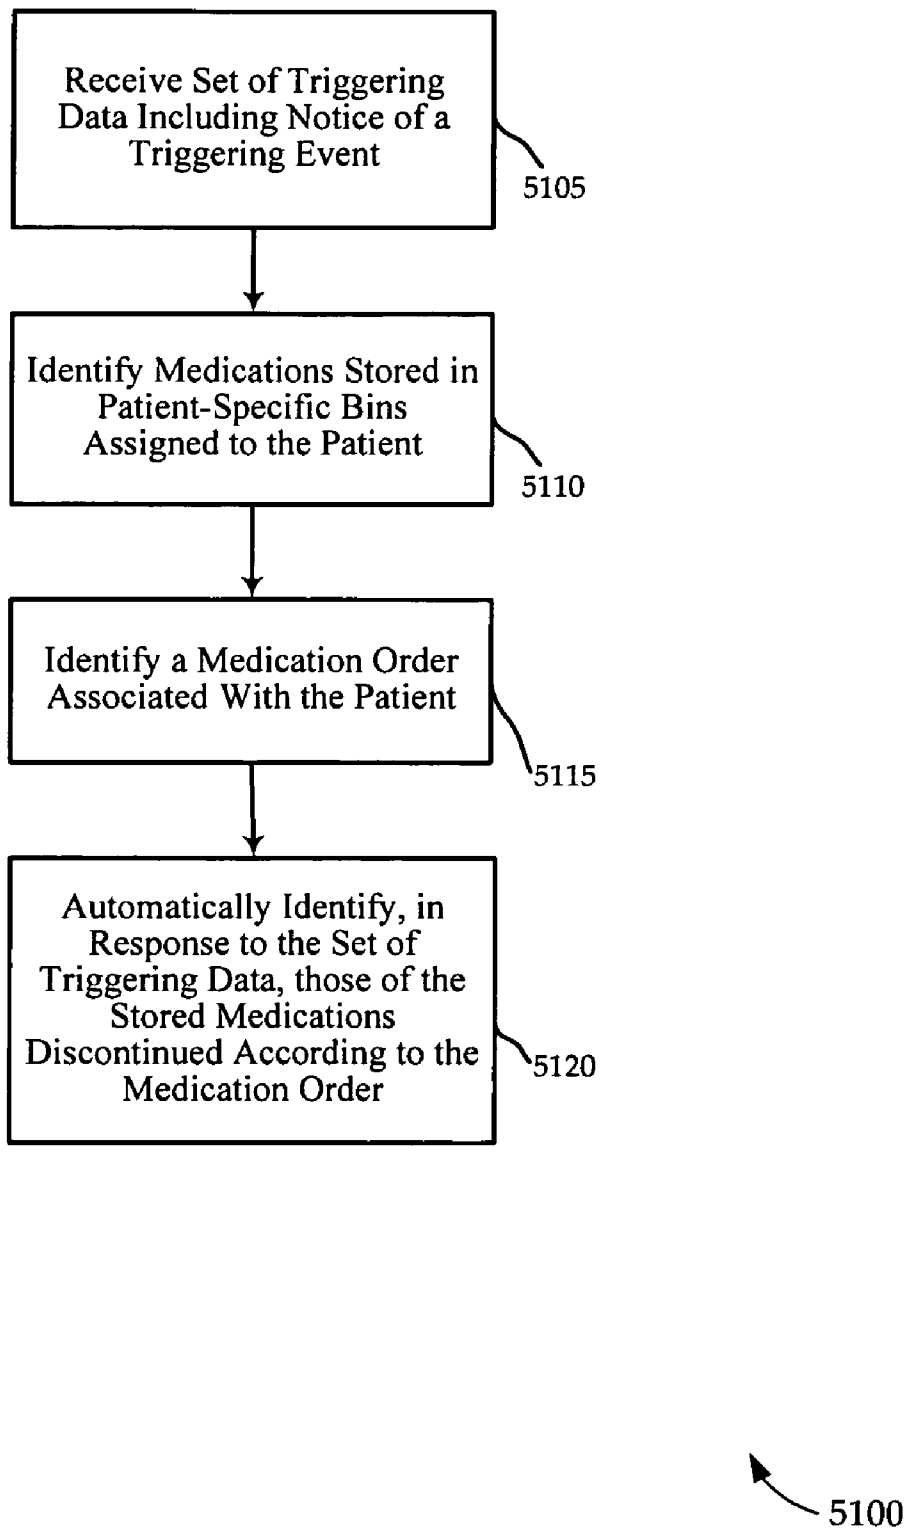 Receive Set of Triggering
Data Including Notice of a
Triggering Event
5105
Identify Medications Stored in
Patient-Specific Bins
Assigned to the Patient
5110
Identify a Medication Order
Associated With the Patient
5115
Automatically Identify, in
Response to the Set of
Triggering Data, those of the
Stored Medications
Discontinued According to the
Medication Order
5120
5100